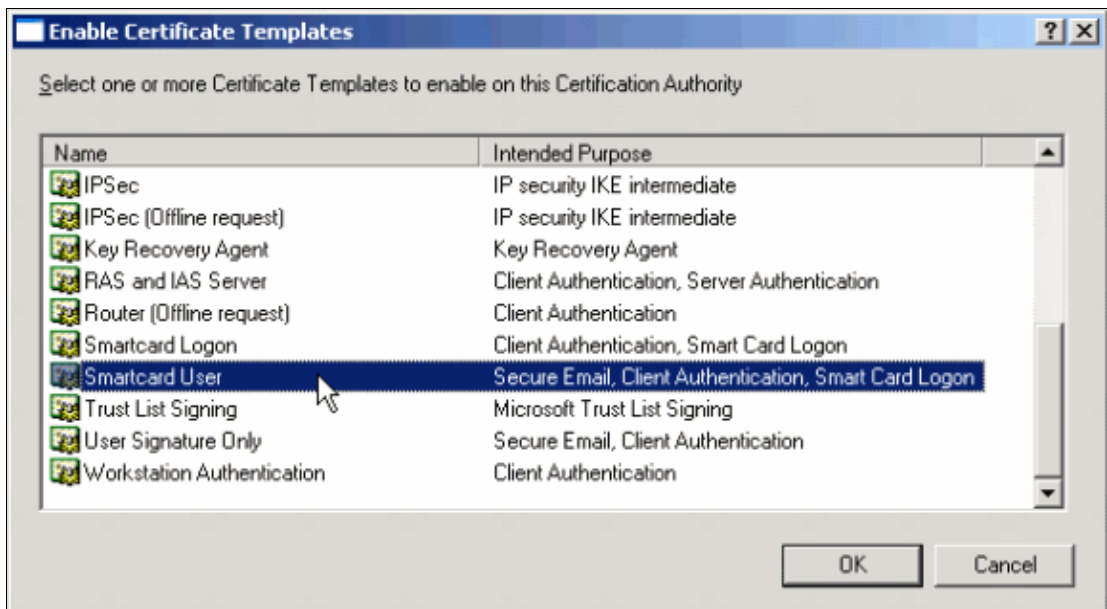 Enable Certificate Templates
Select one or more Certificate Templates to enable on this Certification Authority
Name Intended Purpose
IPSec IP security IKE intermediate
IPSec (Offline request) IP security IKE intermediate
Key Recovery Agent Key Recovery Agent
RAS and IAS Server Client Authentication, Server Authentication
Router (Offline request) Client Authentication
Smartcard Logon Client Authentication, Smart Card Logon
Smartcard User Secure Email, Client Authentication, Smart Card Logon
Trust List Signing Microsoft Trust List Signing
User Signature Only Secure Email, Client Authentication
Workstation Authentication Client Authentication
OK Cancel